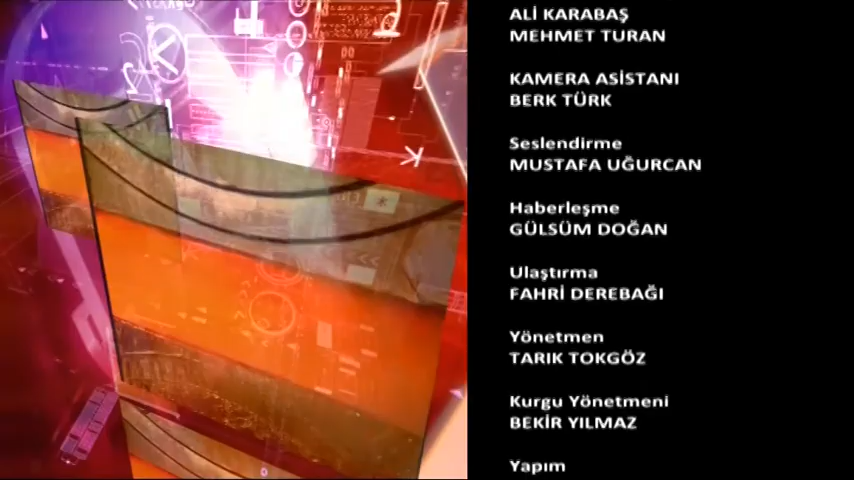 ALİ KARABAŞ
MEHMET TURAN
KAMERA ASİSTANI
BERK TÜRK
Seslendirme
MUSTAFA UĞURCAN
Haberleşme
GÜLSÜM DOĞAN
Ulaştırma
FAHRİ DEREBAĞI
Yönetmen
TARIK TOKGÖZ
Kurgu Yönetmeni
BEKİR YILMAZ
Yapım